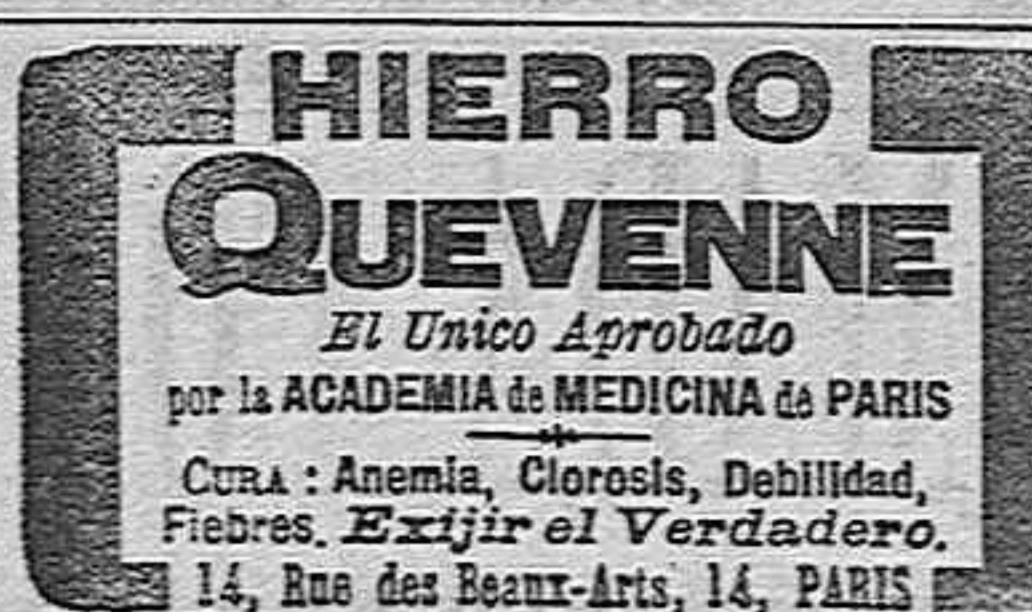 HIERRO
QUEVENNE
El Unico Aprobado
por la ACADEMIA de MEDICINA de PARIS
CURA : Anemia, Clorosis, Debilidad,
Fiebres. Exijir el Verdadero.
14, Rue des Beaux-Arts, 14, PARIS